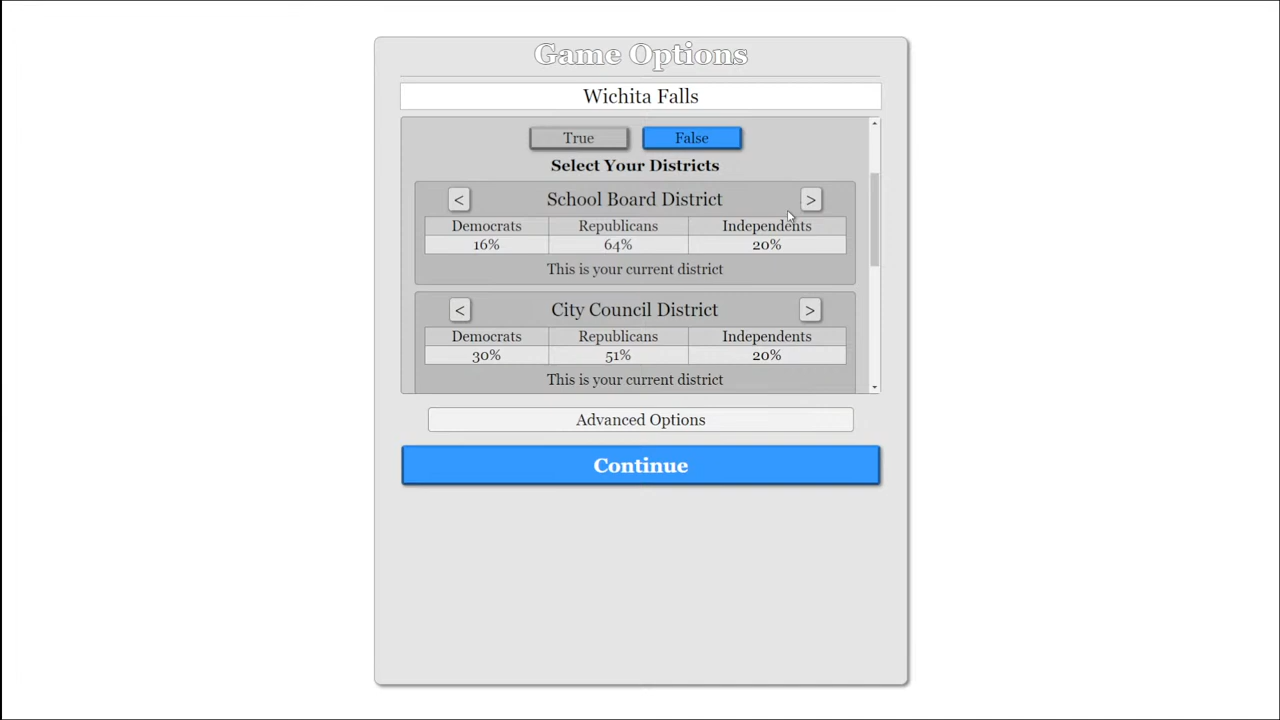 Game Options
Wichita Falls
True False
Select Your Districts
< School Board District >
Democrats Republicans Independents
16% 64% 20%
This is your current district
< City Council District >
Democrats Republicans Independents
30% 51% 20%
This is your current district
Advanced Options
Continue